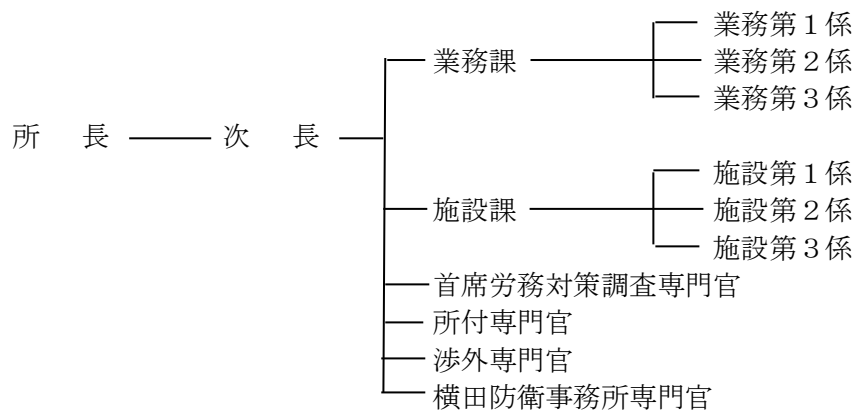 業務第１係
業務課
業務第２係
業務第３係
所　長
次　長
施設第１係
施設課
施設第２係
施設第３係
首席労務対策調査専門官
所付専門官
渉外専門官
横田防衛事務所専門官